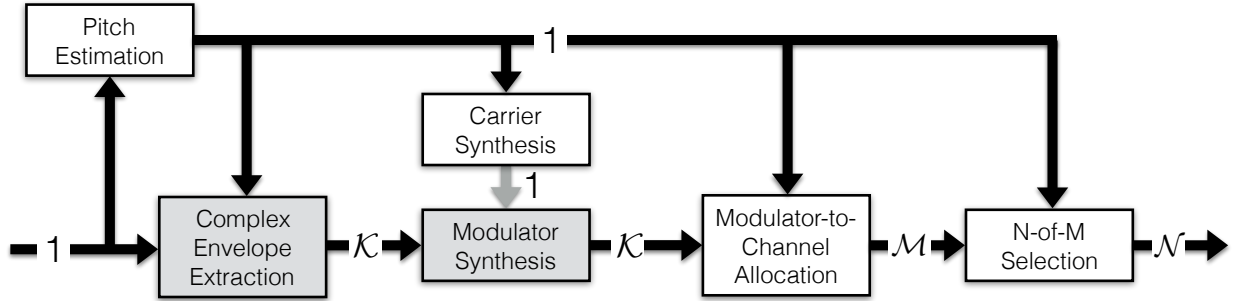 Pitch
Estimation
1
Carrier
Synthesis
1
1
Complex
Envelope
Extraction
𝒦
Modulator
Synthesis
𝒦
Modulator-to-
Channel
Allocation
ℳ
N-of-M
Selection
𝒩